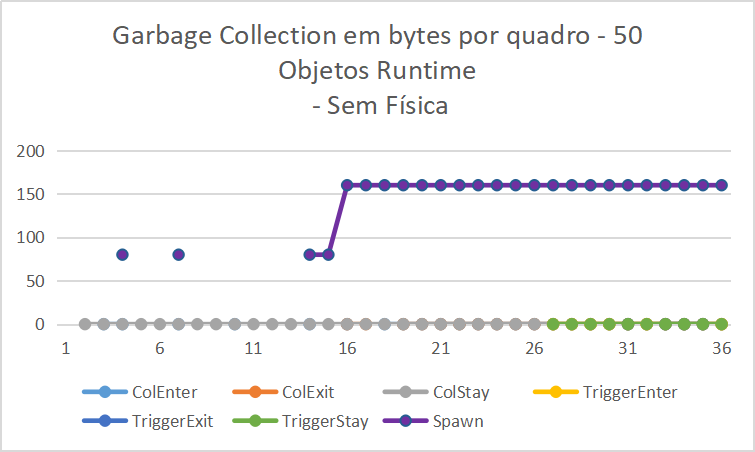 Garbage Collection em bytes por quadro - 50
Objetos Runtime
- Sem Física
200
150
100
50
0
1 6 11 16 21 26 31 36
ColEnter ColExit ColStay TriggerEnter
TriggerExit TriggerStay Spawn